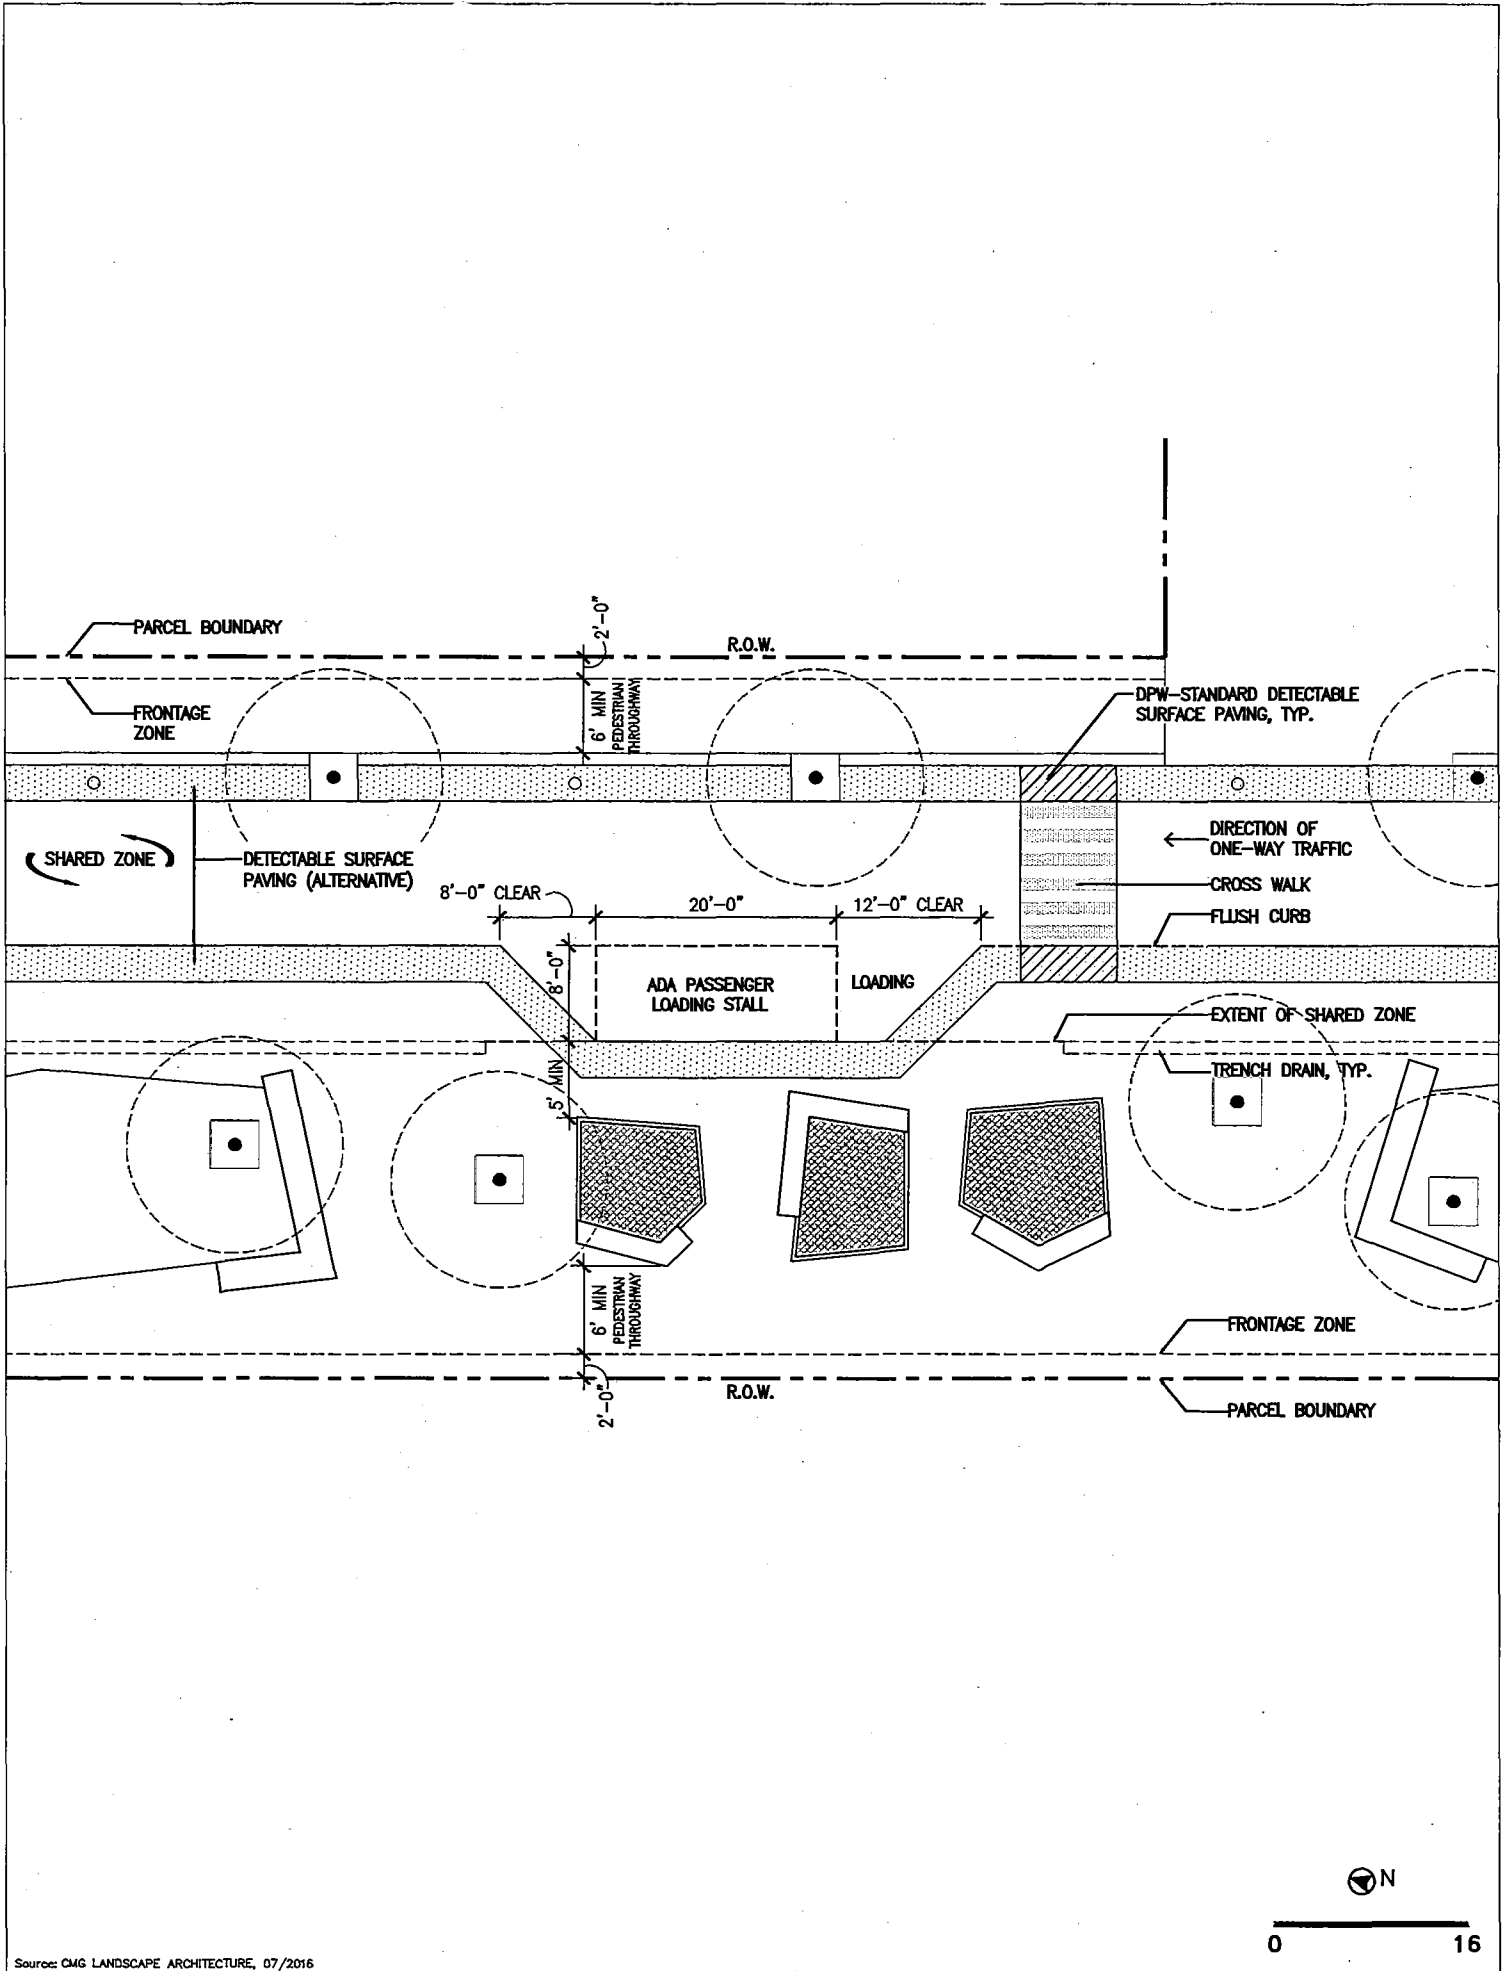 2'-0"
PARCEL BOUNDARY
R.O.W.
6' MIN
PEDESTRIAN
THROUGHWAY
DPW-STANDARD DETECTABLE
SURFACE PAVING, TYP.
FRONTAGE
ZONE
DIRECTION OF
ONE-WAY TRAFFIC
SHARED ZONE
DETECTABLE SURFACE
PAVING (ALTERNATIVE)
CROSS WALK
8'-0" CLEAR
20'-0"
12'-0" CLEAR
FLUSH CURB
8'-0"
ADA PASSENGER
LOADING STALL
LOADING
EXTENT OF SHARED ZONE
TRENCH DRAIN, TYP.
5' MIN
6' MIN
PEDESTRIAN
THROUGHWAY
FRONTAGE ZONE
2'-0"
R.O.W.
PARCEL BOUNDARY
N
0 16
Source: CMG LANDSCAPE ARCHITECTURE, 07/2016